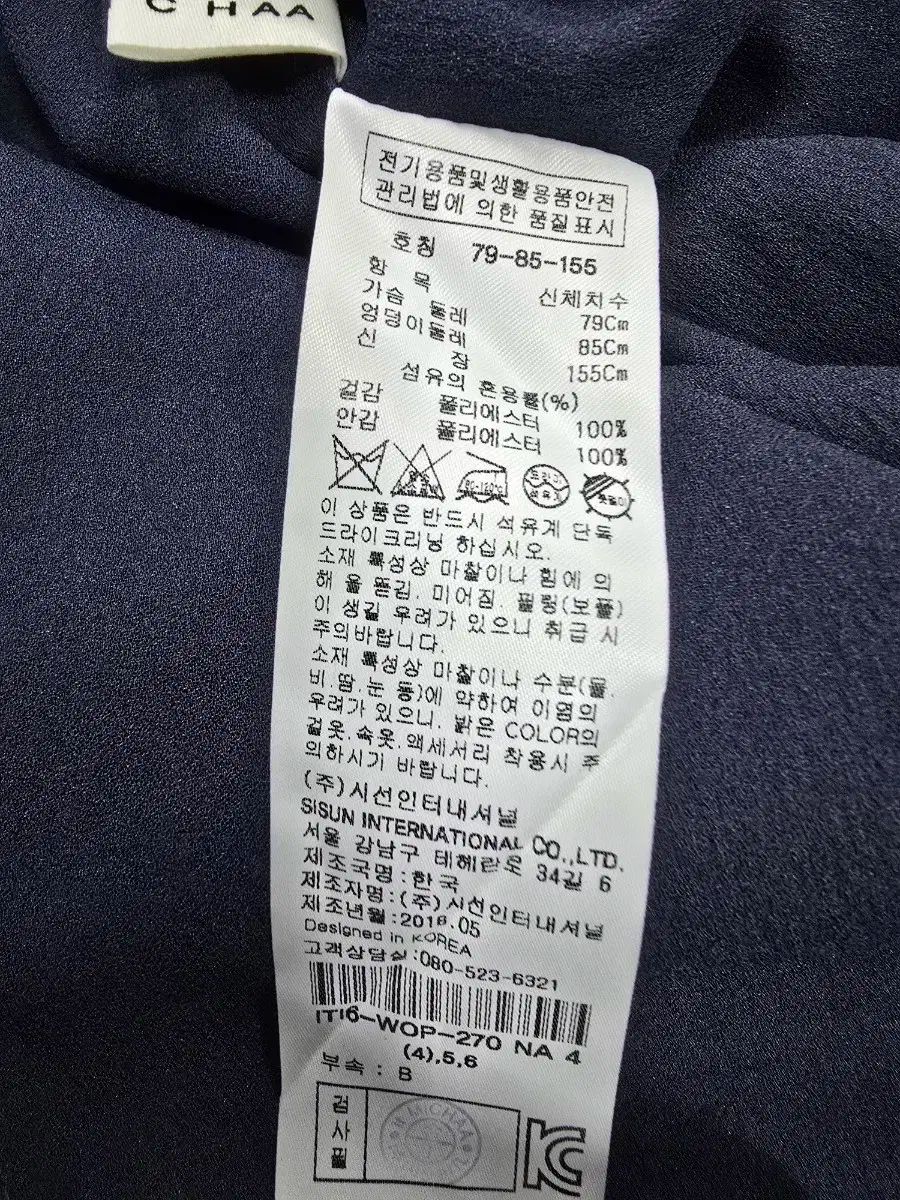 C HAA
전기용품및생활용품안전
관리법에 의한 품질표시
호칭 79-85-155
항 목 신체치수
가슴 둘레 79Cm
엉덩이둘레 85Cm
신 장 155Cm
섬유의 혼용률(%)
겉감 폴리에스터 100%
안감 폴리에스터 100%
80-120℃ 드라이 석유계
이 상품은 반드시 석유계 단독
드라이크리닝 하십시오.
소재 특성상 마찰이나 힘에 의
해 올 뜯김, 미어짐, 필링(보풀)
이 생길 우려가 있으니 취급 시
주의바랍니다.
소재 특성상 마찰이나 수분(물,
비,땀,눈 등)에 약하여 이염의
우려가 있으니, 밝은 COLOR의
겉옷,속옷,액세서리 착용시 주
의하시기 바랍니다.
(주)시선인터내셔널
SISUN INTERNATIONAL CO.,LTD.
서울 강남구 테헤란로 34길 6
제조국명:한국
제조자명:(주)시선인터내셔널
제조년월:2018.05
Designed in KOREA
고객상담실:080-523-6321
ITI6-WOP-270 NA 4
(4),5,6
부속 : B
검사필
KC